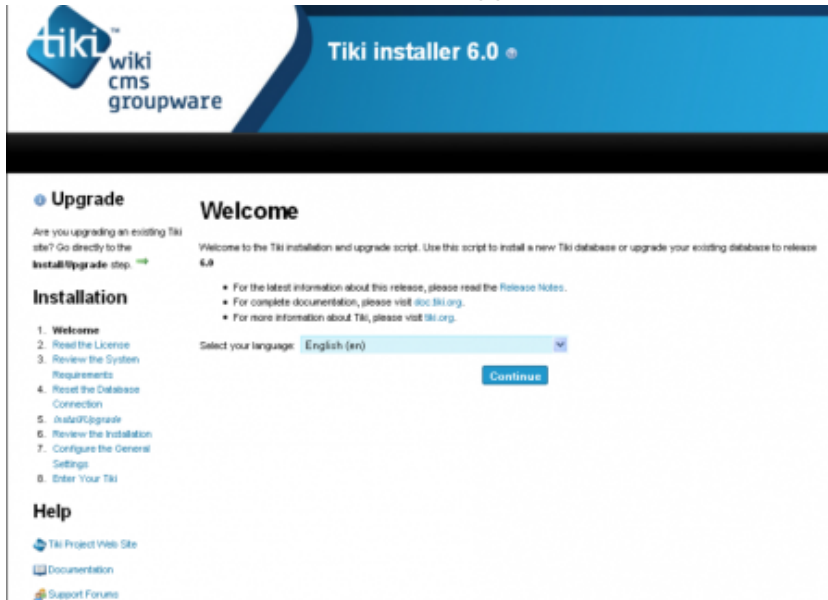 tiki™
wiki
cms
groupware
Tiki installer 6.0
Upgrade
Are you upgrading an existing Tiki
site? Go directly to the
Install/Upgrade step.
Installation
1. Welcome
2. Read the License
3. Review the System
Requirements
4. Reset the Database
Connection
5. Install/Upgrade
6. Review the Installation
7. Configure the General
Settings
8. Enter Your Tiki
Help
Tiki Project Web Site
Documentation
Support Forums
Welcome
Welcome to the Tiki installation and upgrade script. Use this script to install a new Tiki database or upgrade your existing database to release
6.0
• For the latest information about this release, please read the Release Notes.
• For complete documentation, please visit doc.tiki.org.
• For more information about Tiki, please visit tiki.org.
Select your language: English (en)
Continue